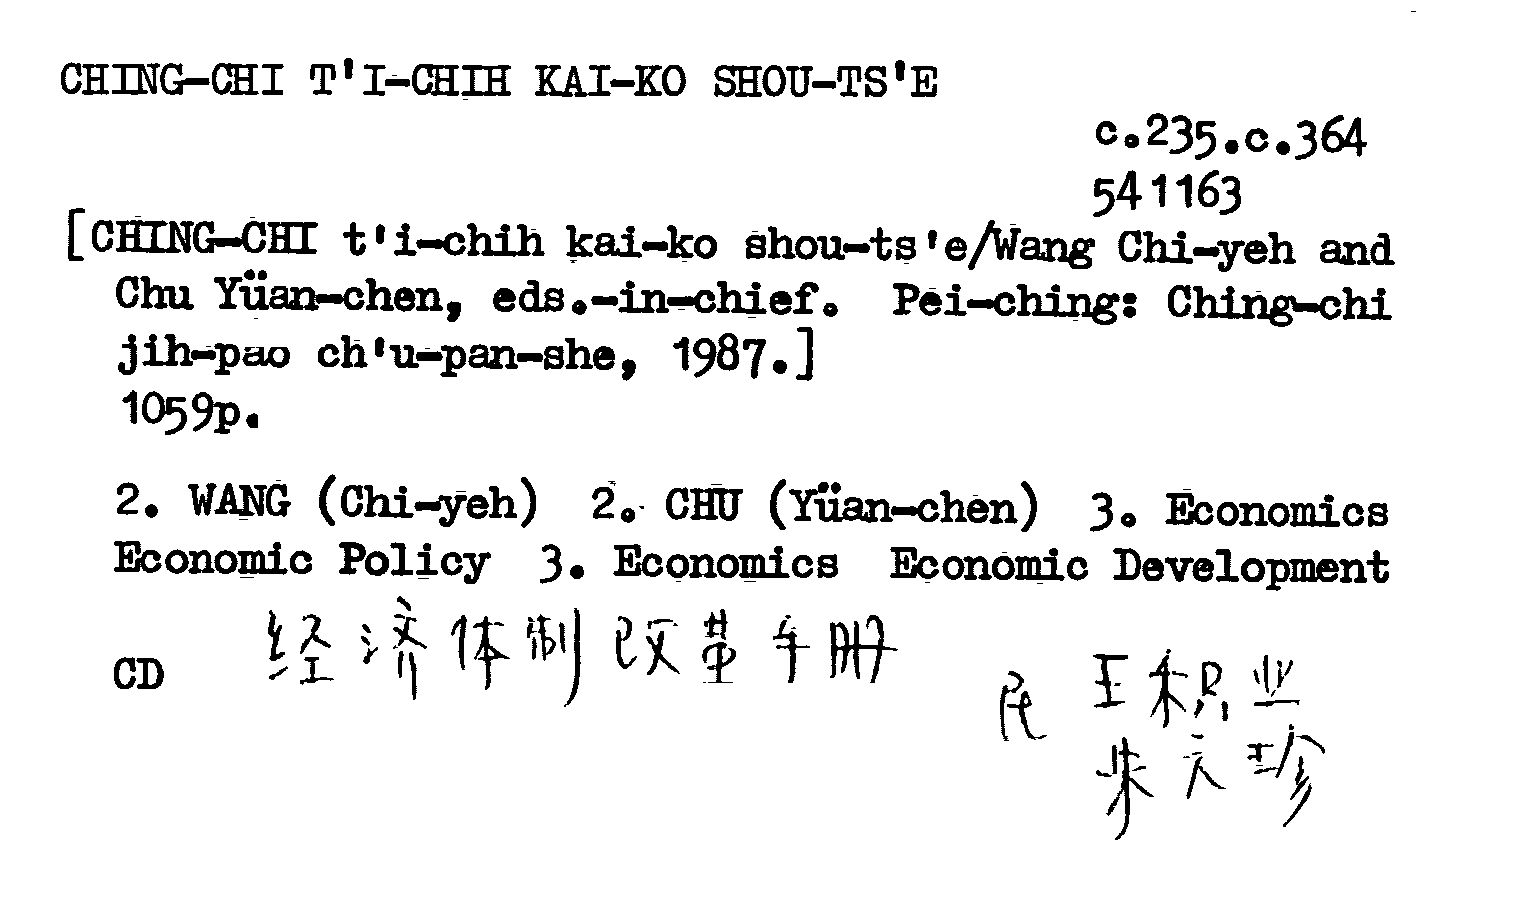 CHING-CHI T'I-CHIH KAI-KO SHOU-TS'E
c.235.c.364
541163
[CHING-CHI t'i-chih kai-ko shou-ts'e/Wang Chi-yeh and
Chu Yüan-chen, eds.-in-chief. Pei-ching: Ching-chi
jih-pao ch'u-pan-she, 1987.]
1059p.
2. WANG (Chi-yeh) 2. CHU (Yüan-chen) 3. Economics
Economic Policy 3. Economics Economic Development
经济体制改革手册
CD
王积业
民
朱元珍